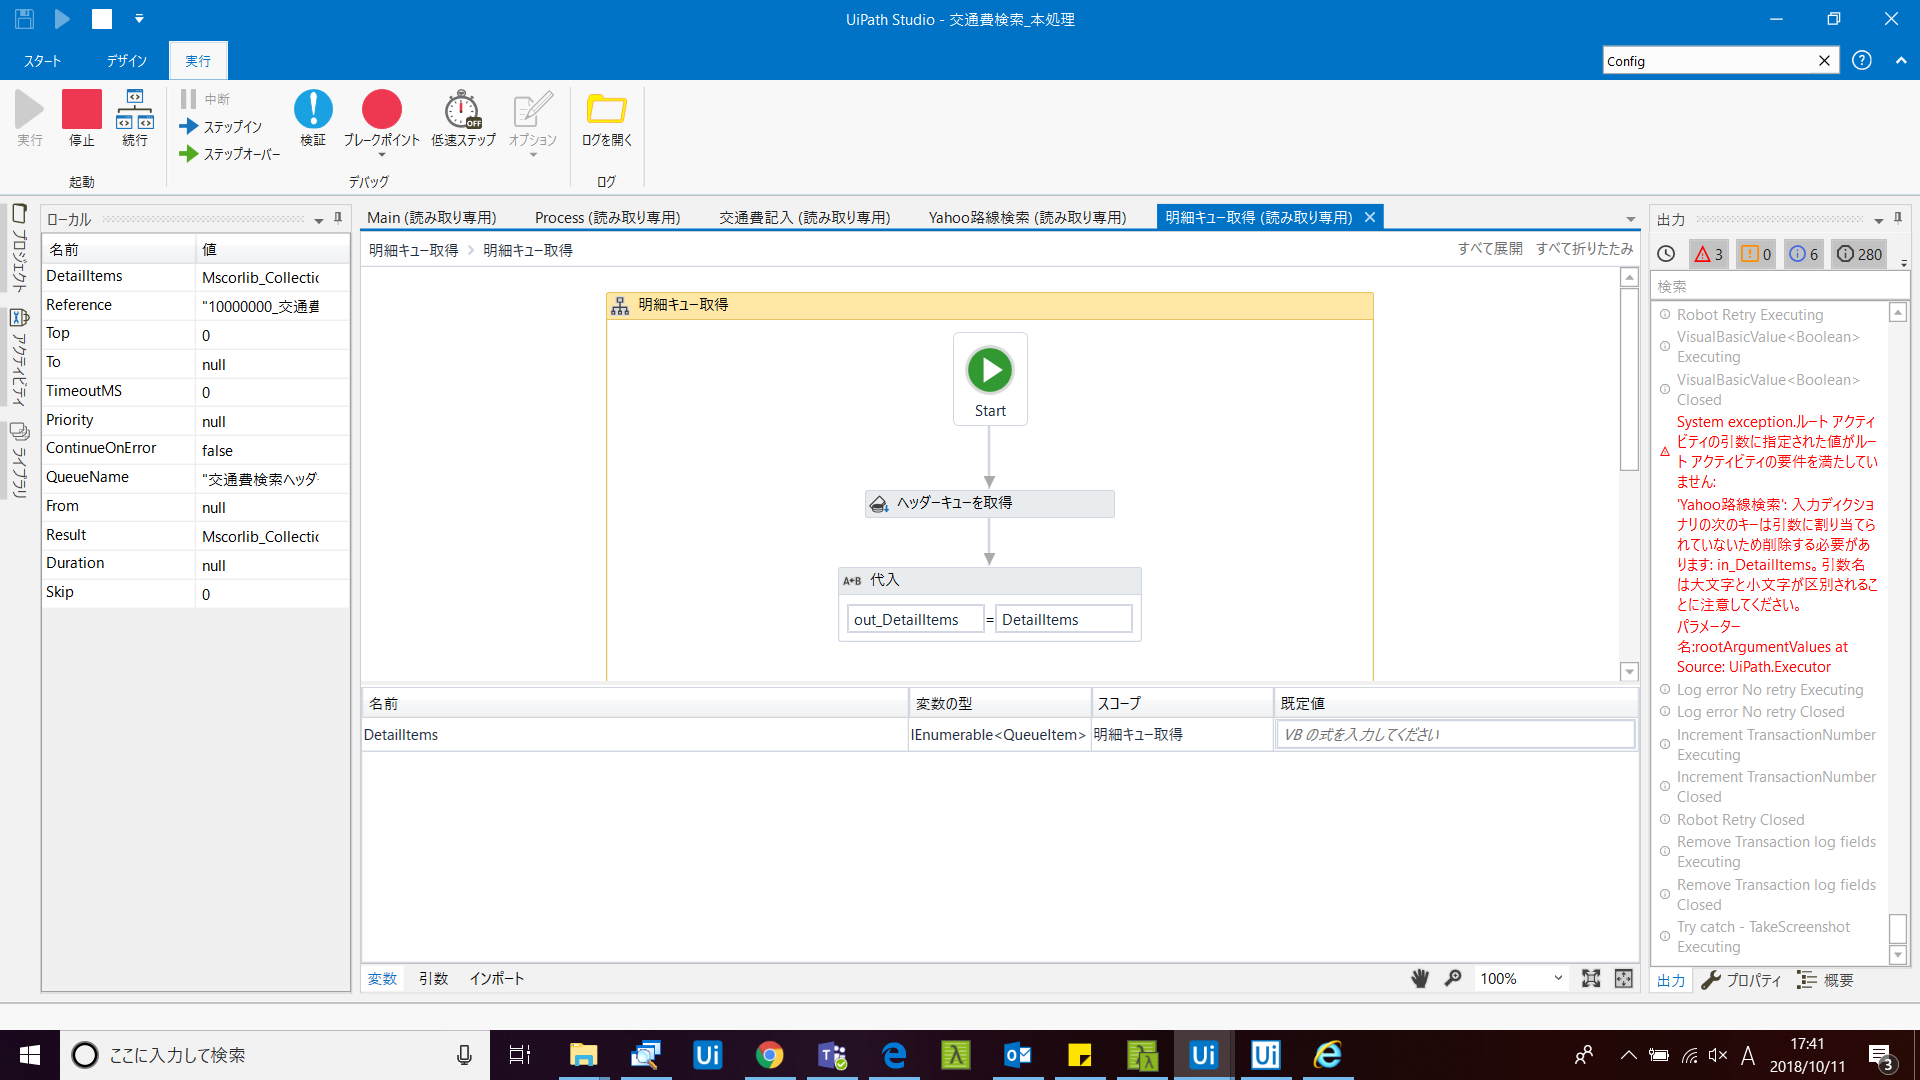 UiPath Studio - 交通費検索_本処理
スタート
デザイン
実行
Config
実行
停止
続行
中断
ステップイン
ステップオーバー
検証
ブレークポイント
低速ステップ
OFF
オプション
ログを開く
起動
デバッグ
ログ
プロジェクト
アクティビティ
ライブラリ
ローカル
名前 値
DetailItems Mscorlib_Collectic
Reference "10000000_交通費
Top 0
To null
TimeoutMS 0
Priority null
ContinueOnError false
QueueName "交通費検索ヘッダ
From null
Result Mscorlib_Collectic
Duration null
Skip 0
Main (読み取り専用)
Process (読み取り専用)
交通費記入 (読み取り専用)
Yahoo路線検索 (読み取り専用)
明細キュー取得 (読み取り専用)
明細キュー取得 > 明細キュー取得
すべて展開 すべて折りたたみ
明細キュー取得
Start
ヘッダーキューを取得
A←B 代入
out_DetailItems = DetailItems
名前 変数の型 スコープ 既定値
DetailItems IEnumerable<QueueItem> 明細キュー取得 VB の式を入力してください
変数 引数 インポート
100%
出力
3 0 6 280
検索
Robot Retry Executing
VisualBasicValue<Boolean>
Executing
VisualBasicValue<Boolean>
Closed
System exception.ルート アクティ
ビティの引数に指定された値がルー
ト アクティビティの要件を満たしてい
ません:
'Yahoo路線検索': 入力ディクショ
ナリの次のキーは引数に割り当てら
れていないため削除する必要があ
ります: in_DetailItems。引数名
は大文字と小文字が区別されるこ
とに注意してください。
パラメーター
名:rootArgumentValues at
Source: UiPath.Executor
Log error No retry Executing
Log error No retry Closed
Increment TransactionNumber
Executing
Increment TransactionNumber
Closed
Robot Retry Closed
Remove Transaction log fields
Executing
Remove Transaction log fields
Closed
Try catch - TakeScreenshot
Executing
出力 プロパティ 概要
ここに入力して検索
Ui
Ui
Ui
A
17:41
2018/10/11
3